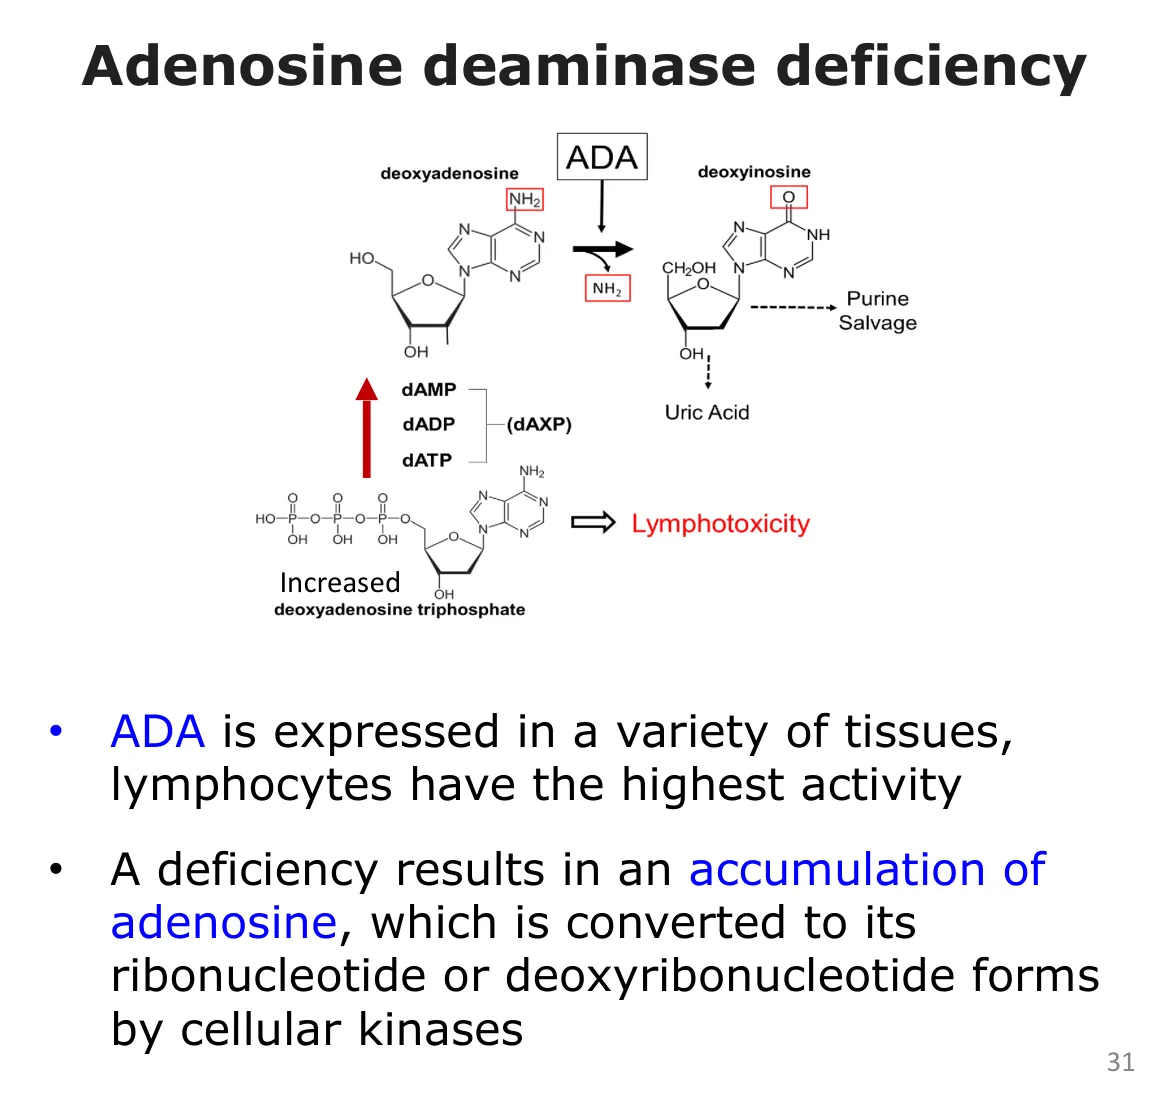 Adenosine deaminase deficiency
ADA
deoxyadenosine
deoxyinosine
NH₂
N
N
N
N
HO
O
OH
NH₂
O
N
NH
N
N
CH₂OH
O
OH
Purine
Salvage
Uric Acid
dAMP
dADP
(dAXP)
dATP
NH₂
N
N
N
N
O
O
O
HO P O P O P O
OH
OH
OH
O
OH
Lymphotoxicity
Increased
deoxyadenosine triphosphate
• ADA is expressed in a variety of tissues,
lymphocytes have the highest activity
• A deficiency results in an accumulation of
adenosine, which is converted to its
ribonucleotide or deoxyribonucleotide forms
by cellular kinases
31